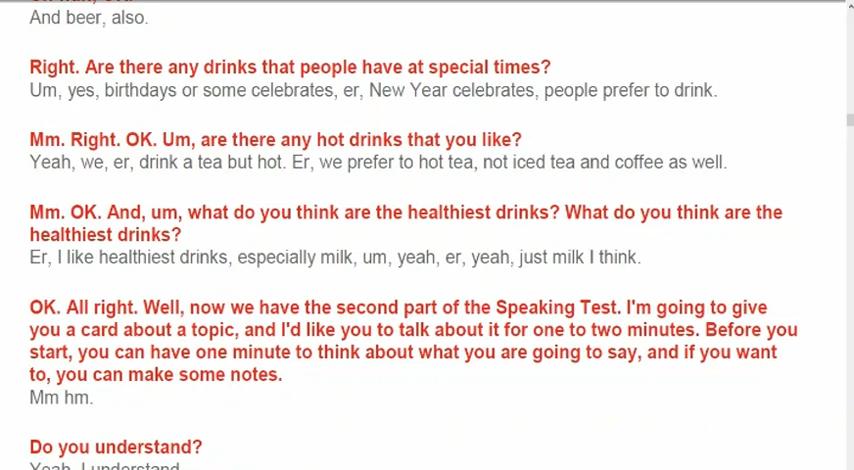 And beer, also.
Right. Are there any drinks that people have at special times?
Um, yes, birthdays or some celebrates, er, New Year celebrates, people prefer to drink.
Mm. Right. OK. Um, are there any hot drinks that you like?
Yeah, we, er, drink a tea but hot. Er, we prefer to hot tea, not iced tea and coffee as well.
Mm. OK. And, um, what do you think are the healthiest drinks? What do you think are the
healthiest drinks?
Er, I like healthiest drinks, especially milk, um, yeah, er, yeah, just milk I think.
OK. All right. Well, now we have the second part of the Speaking Test. I'm going to give
you a card about a topic, and I'd like you to talk about it for one to two minutes. Before you
start, you can have one minute to think about what you are going to say, and if you want
to, you can make some notes.
Mm hm.
Do you understand?
Yeah, I understand.